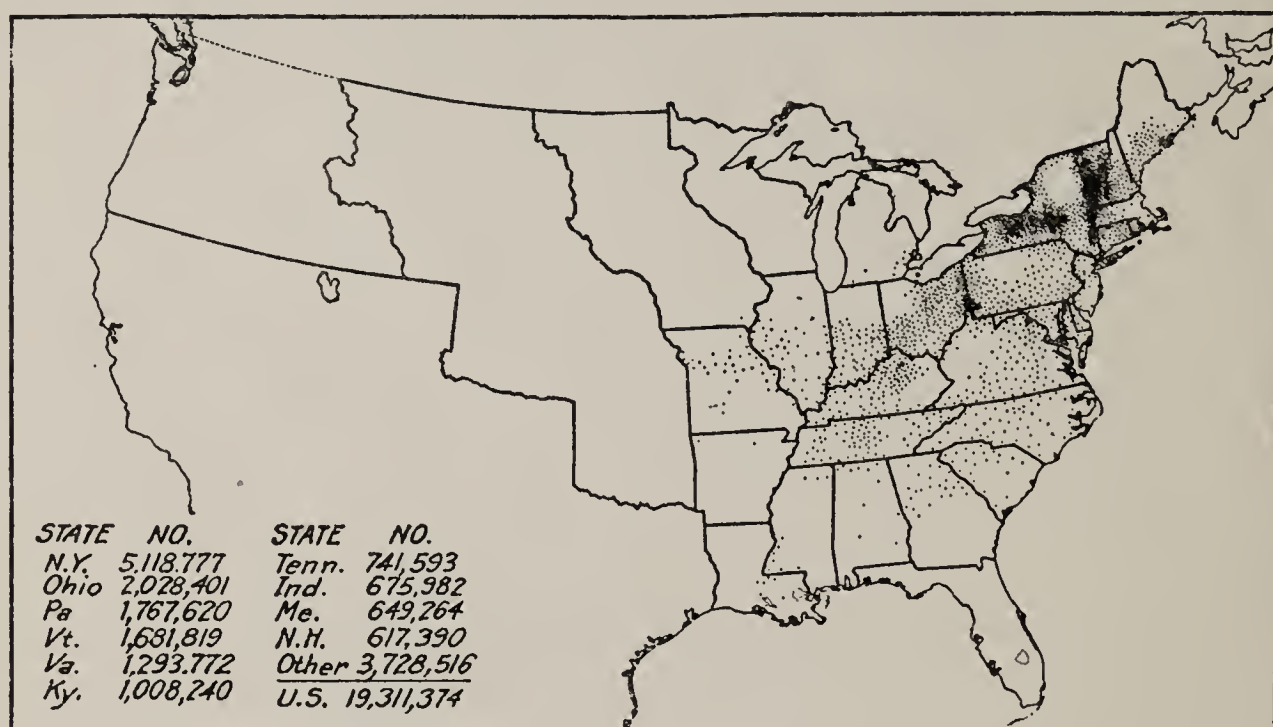 STATE NO.
N.Y. 5,118.777
Ohio 2,028,401
Pa 1,767,620
Vt. 1,681,819
Va. 1,293.772
Ky. 1,008,240
STATE NO.
Tenn. 741,593
Ind. 675,982
Me. 649,264
N.H. 617,390
Other 3,728,516
U.S. 19,311,374